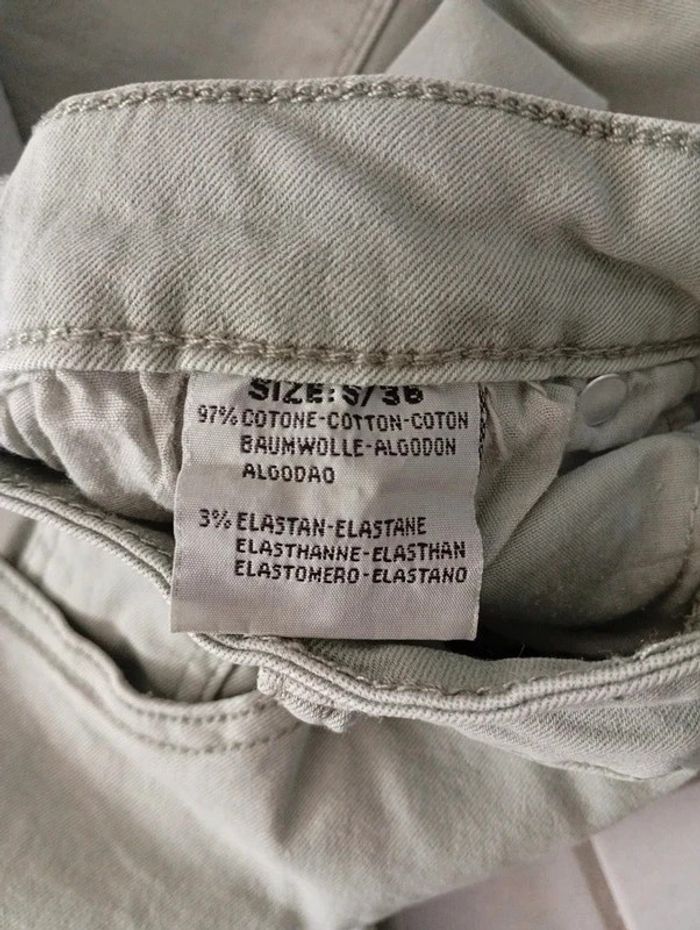 SIZE: S/36
97% COTONE-COTTON-COTON
BAUMWOLLE-ALGODON
ALGODAO
3% ELASTAN-ELASTANE
ELASTHANNE-ELASTHAN
ELASTOMERO-ELASTANO